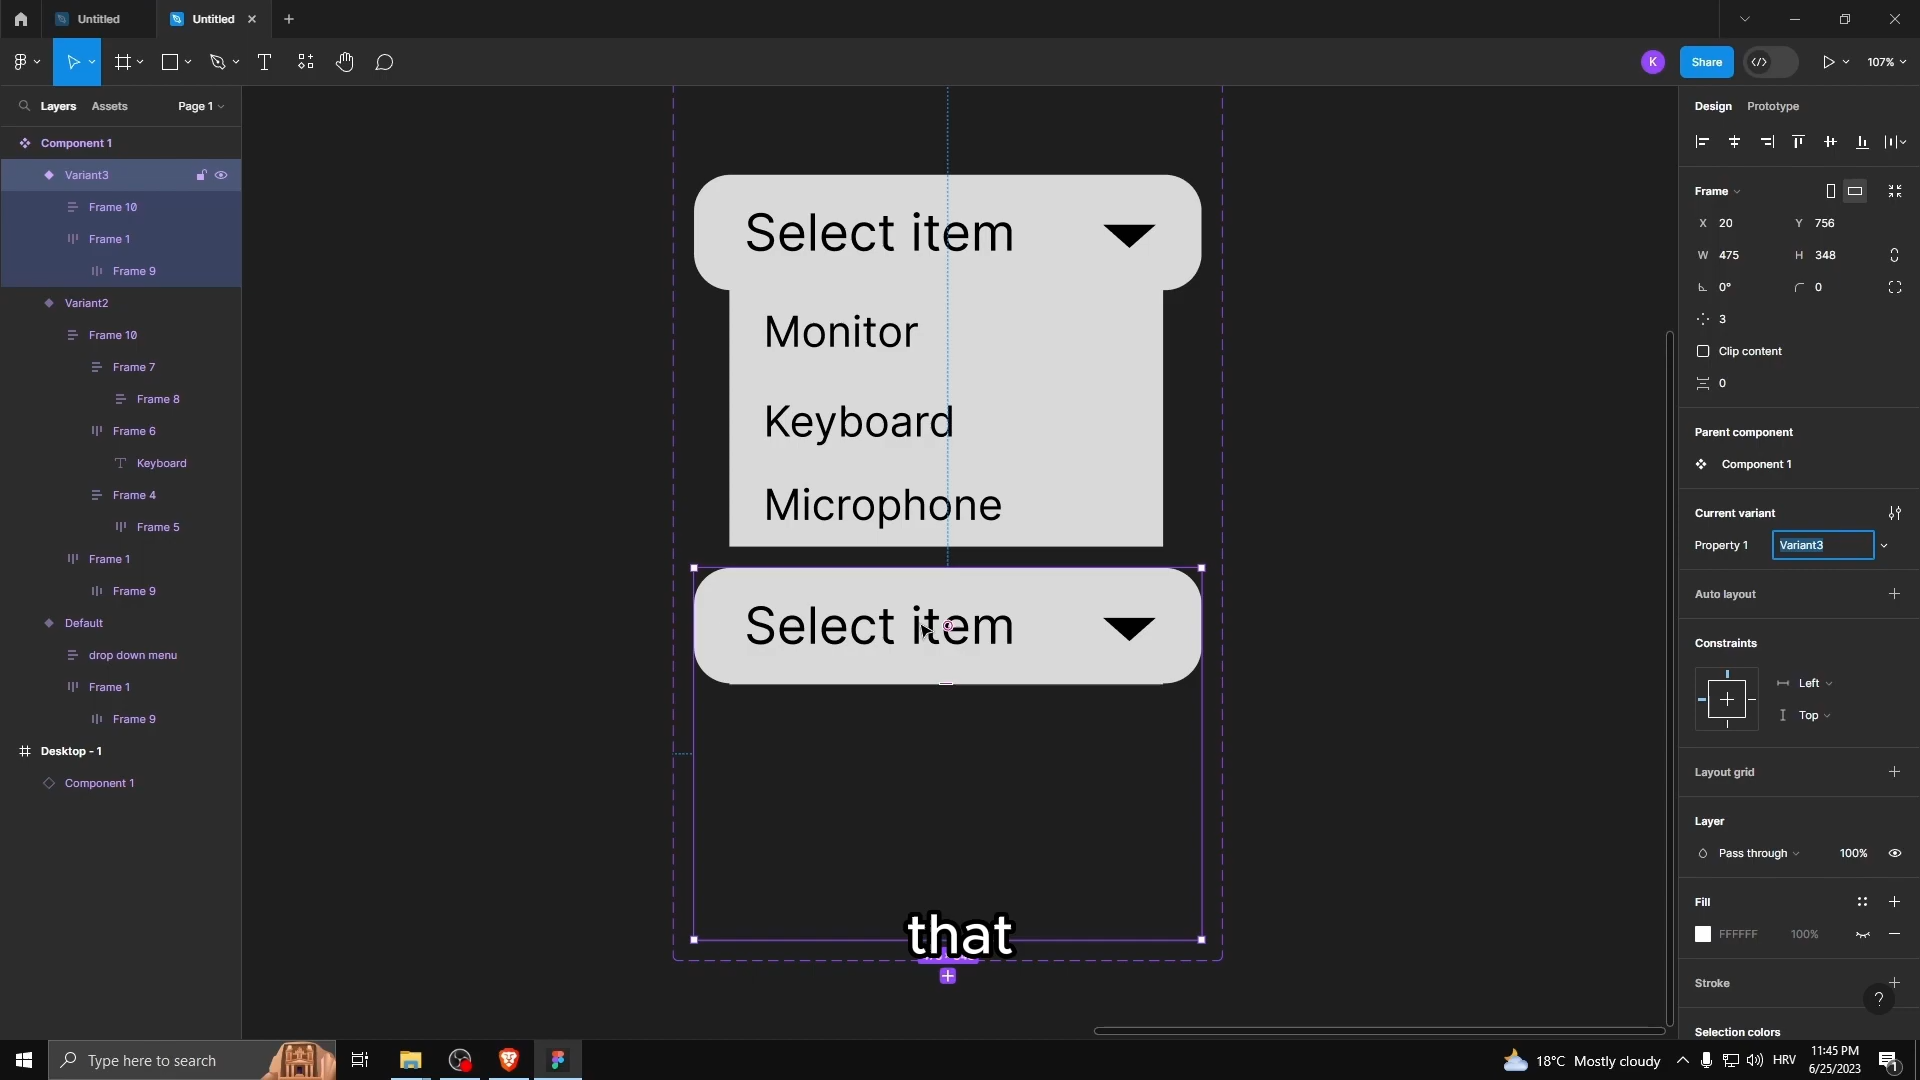 Untitled
Untitled
K
Share
107%
Layers
Assets
Page 1
Component 1
Variant3
Frame 10
Frame 1
Frame 9
Variant2
Frame 10
Frame 7
Frame 8
Frame 6
Keyboard
Frame 4
Frame 5
Frame 1
Frame 9
Default
drop down menu
Frame 1
Frame 9
Desktop - 1
Component 1
Select item
Monitor
Keyboard
Microphone
Select item
that
Design
Prototype
Frame
X 20
Y 756
W 475
H 348
0°
0
3
Clip content
0
Parent component
Component 1
Current variant
Property 1
Variant3
Auto layout
Constraints
Left
Top
Layout grid
Layer
Pass through
100%
Fill
FFFFFF
100%
Stroke
?
Selection colors
Type here to search
18°C Mostly cloudy
HRV
11:45 PM
6/25/2023
1